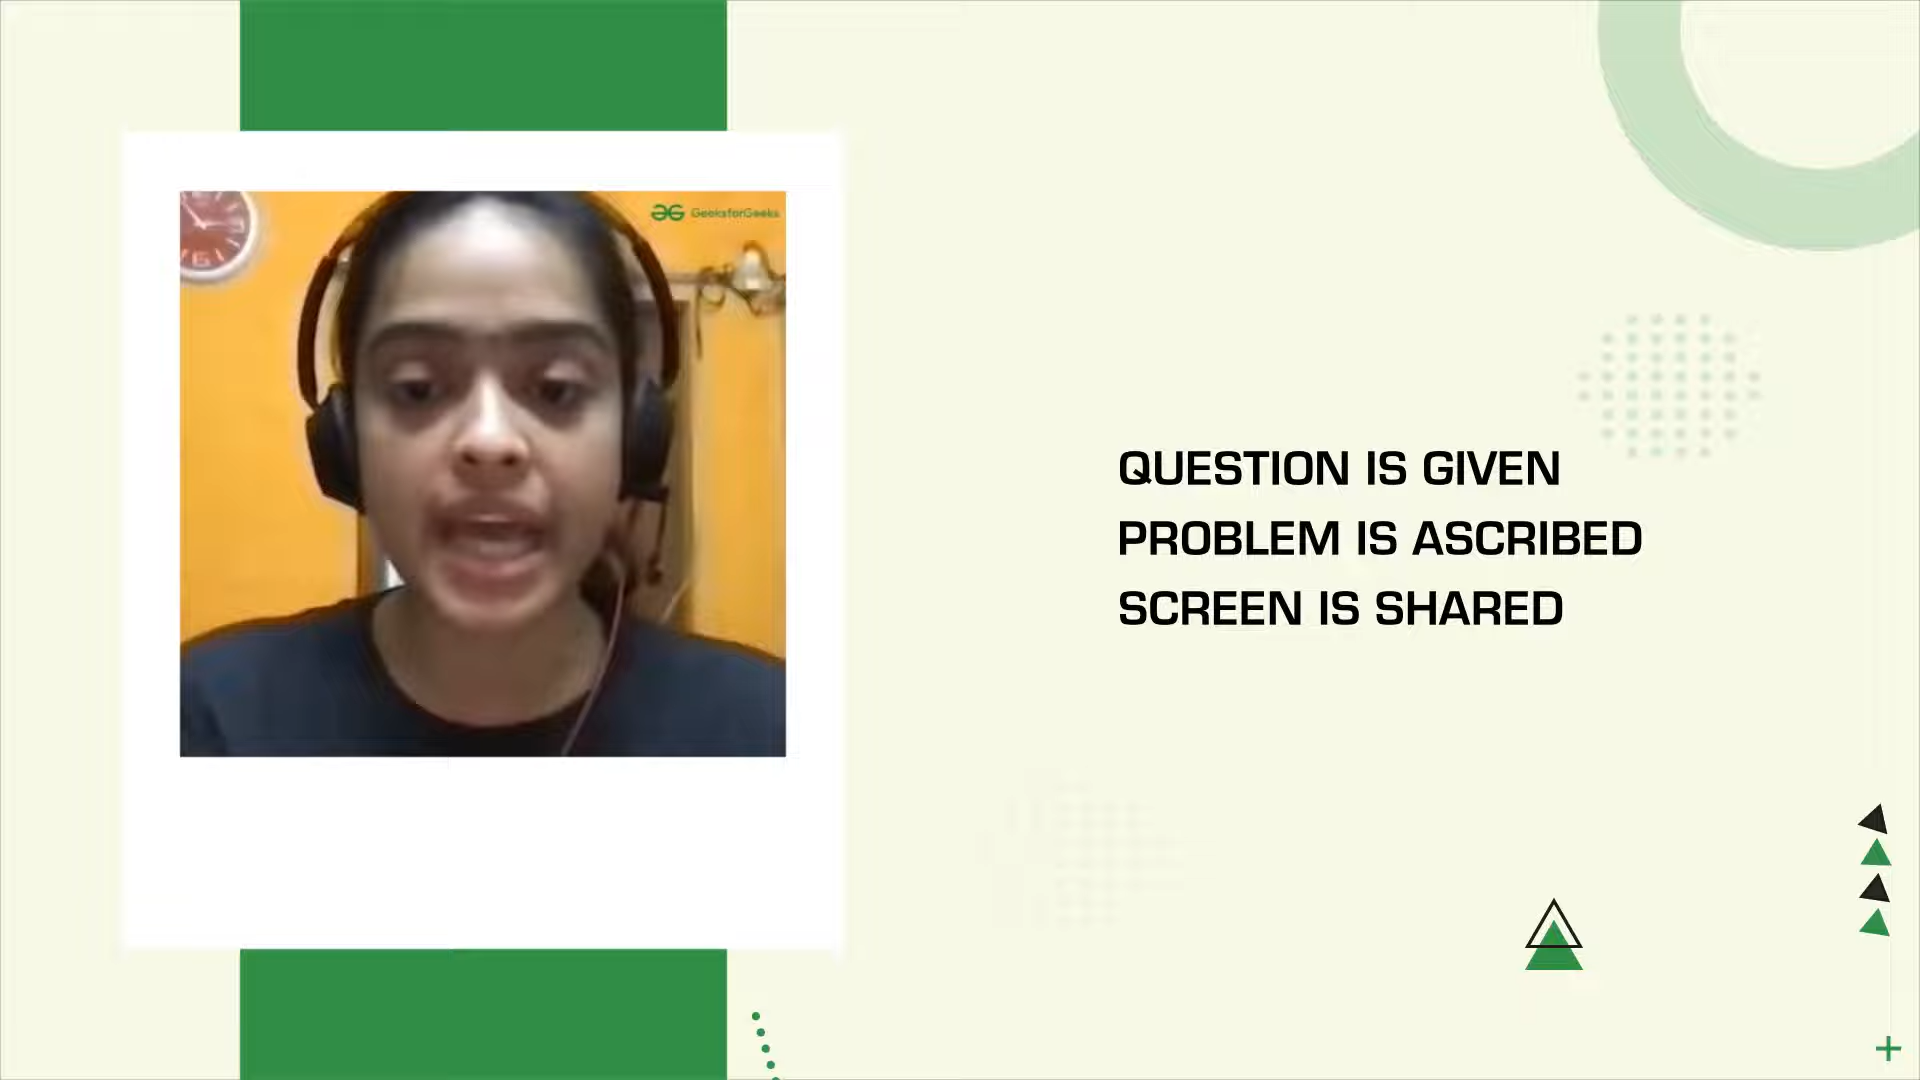 GeeksforGeeks
QUESTION IS GIVEN
PROBLEM IS ASCRIBED
SCREEN IS SHARED